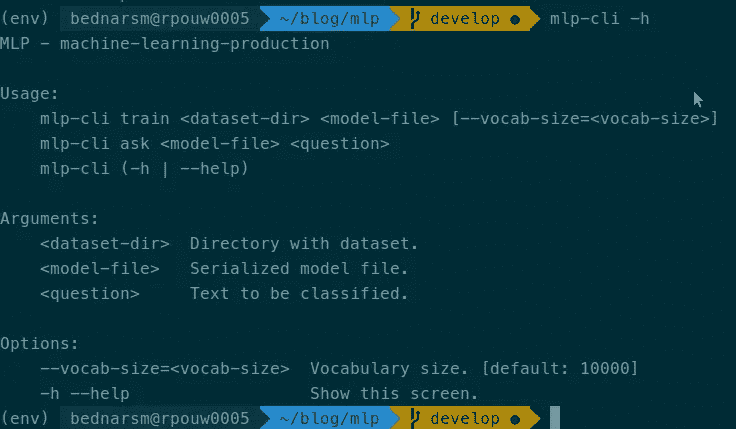 (env) bednarsm@rpouw0005 ~/blog/mlp develop ● mlp-cli -h
MLP - machine-learning-production
Usage:
mlp-cli train <dataset-dir> <model-file> [--vocab-size=<vocab-size>]
mlp-cli ask <model-file> <question>
mlp-cli (-h | --help)
Arguments:
<dataset-dir>  Directory with dataset.
<model-file>   Serialized model file.
<question>     Text to be classified.
Options:
--vocab-size=<vocab-size>  Vocabulary size. [default: 10000]
-h --help                  Show this screen.
(env) bednarsm@rpouw0005 ~/blog/mlp develop ●